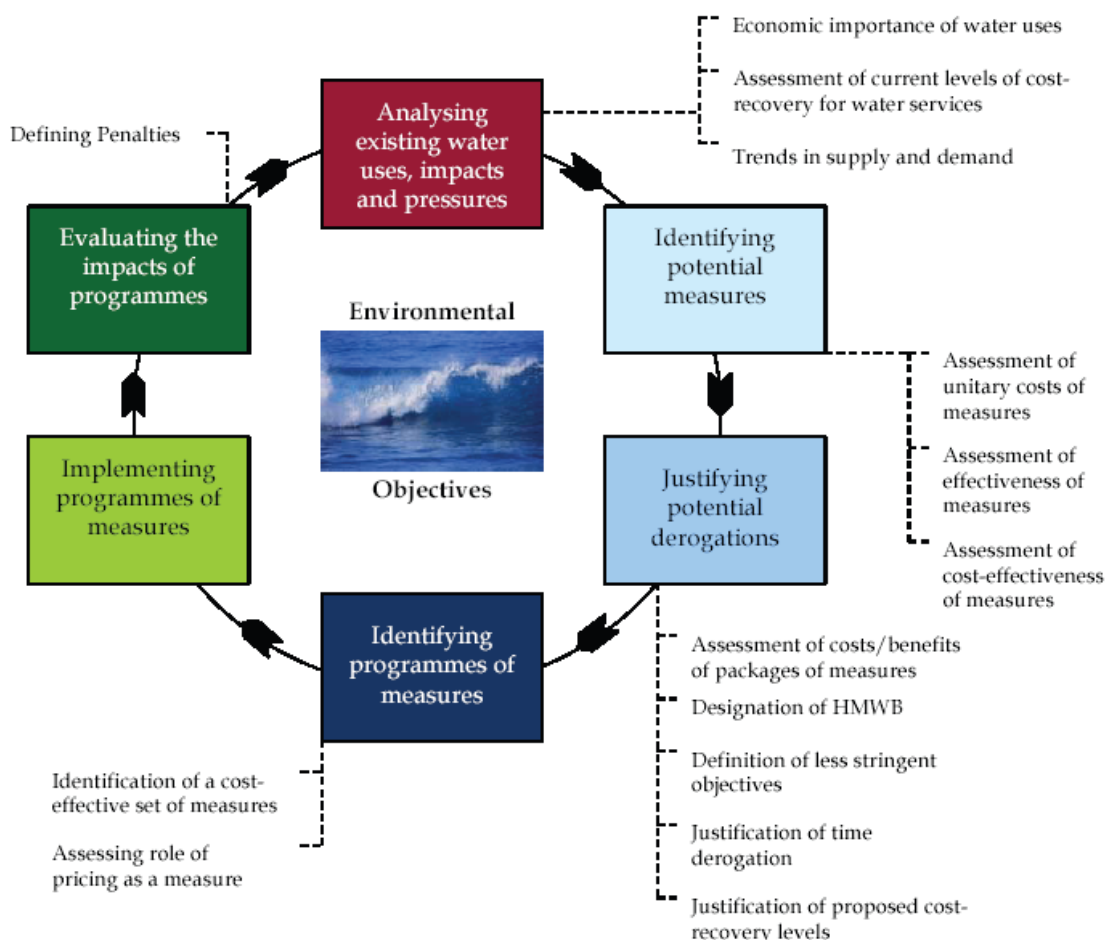 Economic importance of water uses
Assessment of current levels of cost-
recovery for water services
Trends in supply and demand
Defining Penalties
Analysing
existing water
uses, impacts
and pressures
Evaluating the
impacts of
programmes
Identifying
potential
measures
Environmental
Objectives
Assessment of
unitary costs of
measures
Assessment of
effectiveness of
measures
Assessment of
cost-effectiveness
of measures
Implementing
programmes of
measures
Justifying
potential
derogations
Identifying
programmes of
measures
Assessment of costs/benefits
of packages of measures
Designation of HMWB
Definition of less stringent
objectives
Justification of time
derogation
Justification of proposed cost-
recovery levels
Identification of a cost-
effective set of measures
Assessing role of
pricing as a measure